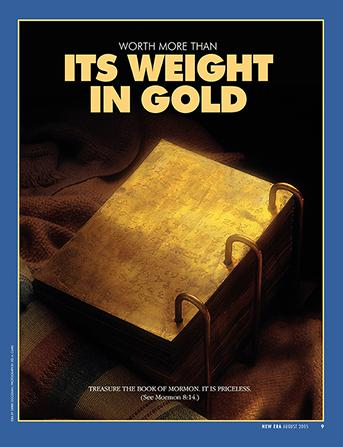 WORTH MORE THAN
ITS WEIGHT
IN GOLD
TREASURE THE BOOK OF MORMON. IT IS PRICELESS.
(See Mormon 8:14.)
NEW ERA AUGUST 2005 9